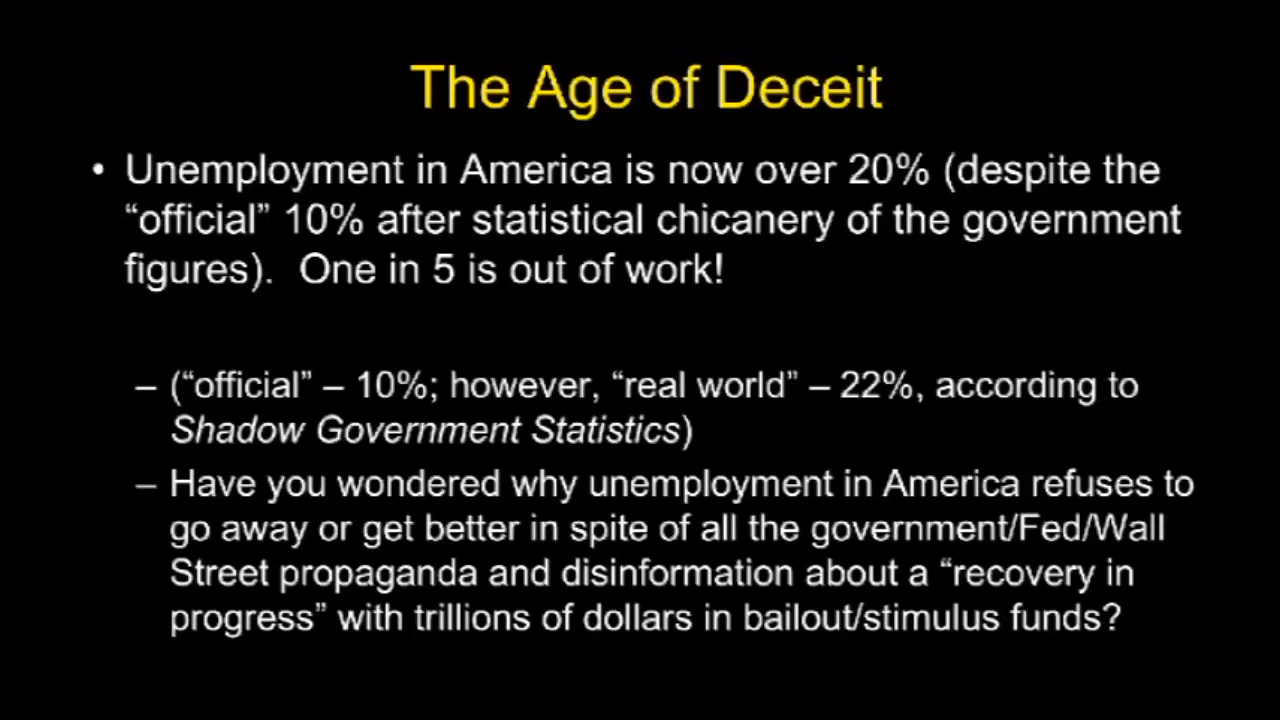 The Age of Deceit
• Unemployment in America is now over 20% (despite the
“official” 10% after statistical chicanery of the government
figures).  One in 5 is out of work!
– (“official” – 10%; however, “real world” – 22%, according to
Shadow Government Statistics)
– Have you wondered why unemployment in America refuses to
go away or get better in spite of all the government/Fed/Wall
Street propaganda and disinformation about a “recovery in
progress” with trillions of dollars in bailout/stimulus funds?